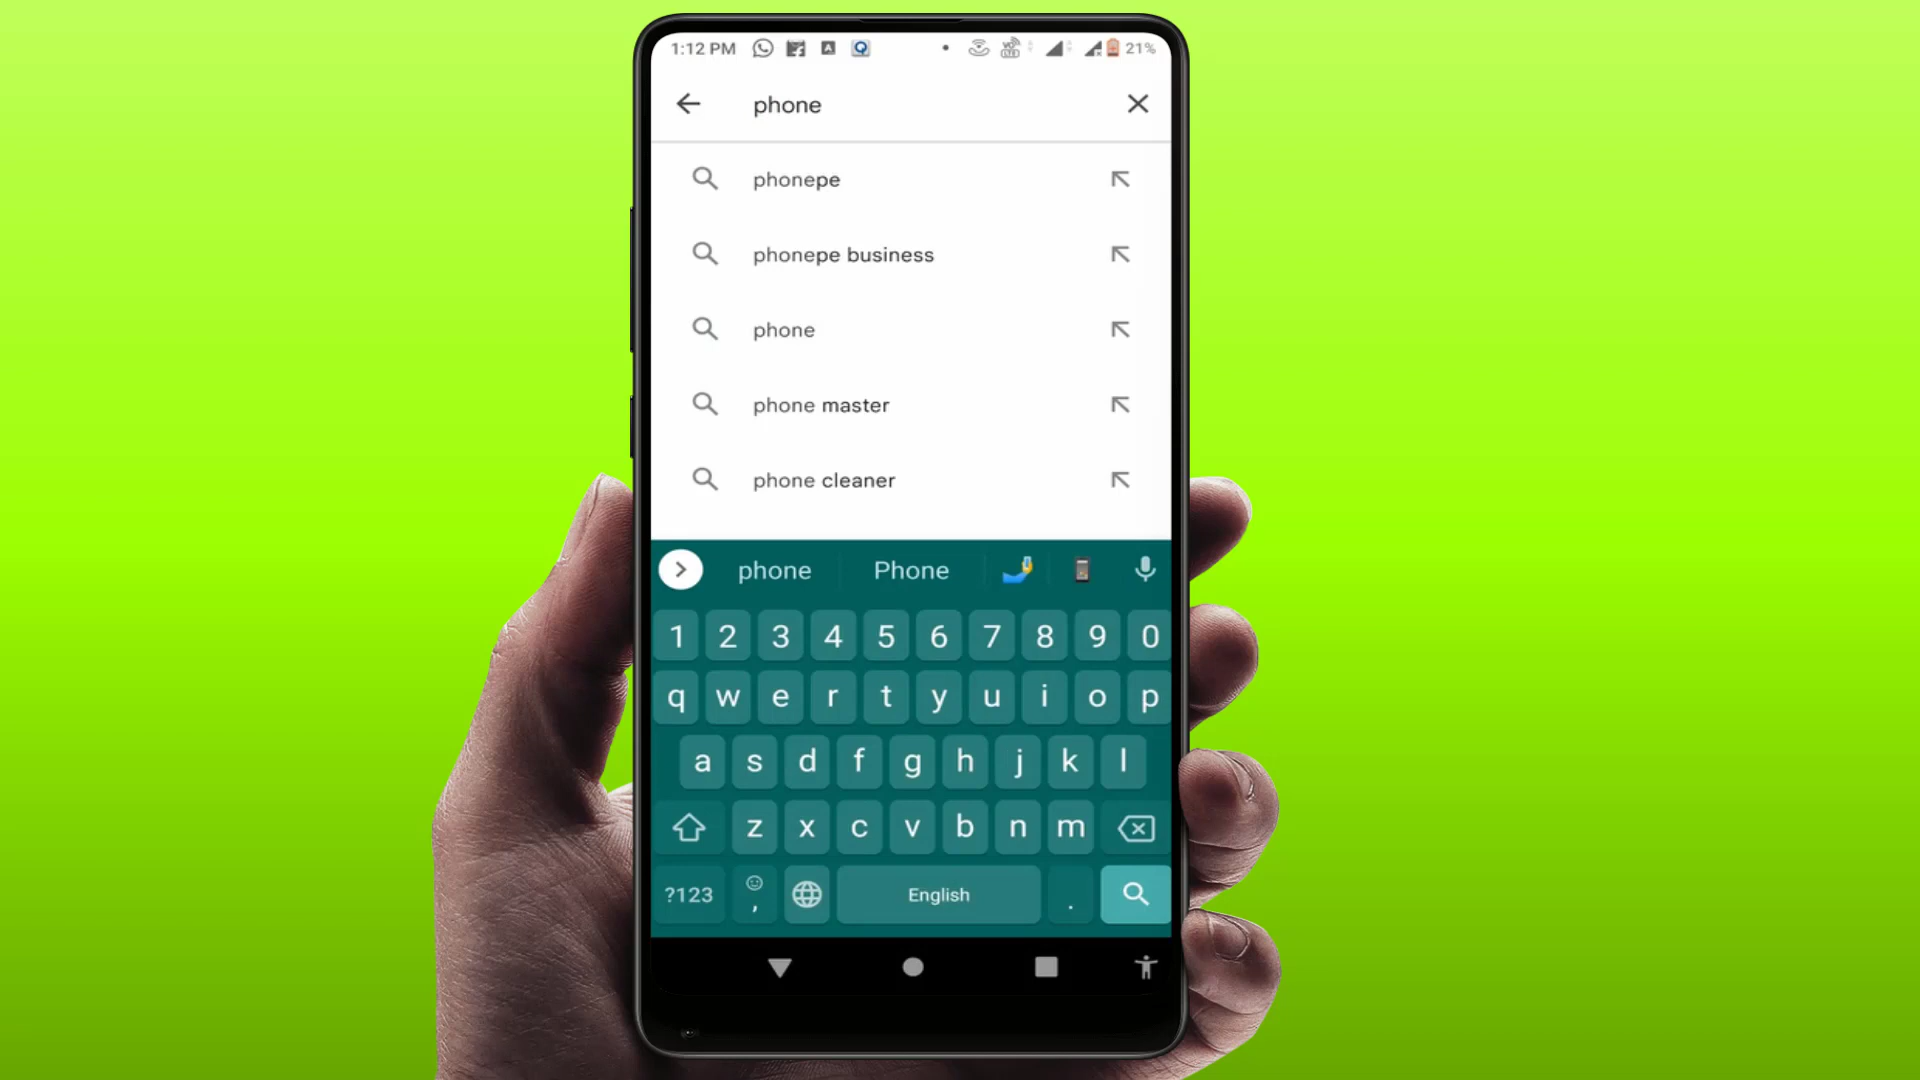 1:12 PM 21%
phone
phonepe
phonepe business
phone
phone master
phone cleaner
phone Phone
1 2 3 4 5 6 7 8 9 0
q w e r t y u i o p
a s d f g h j k l
z x c v b n m
?123 , English .